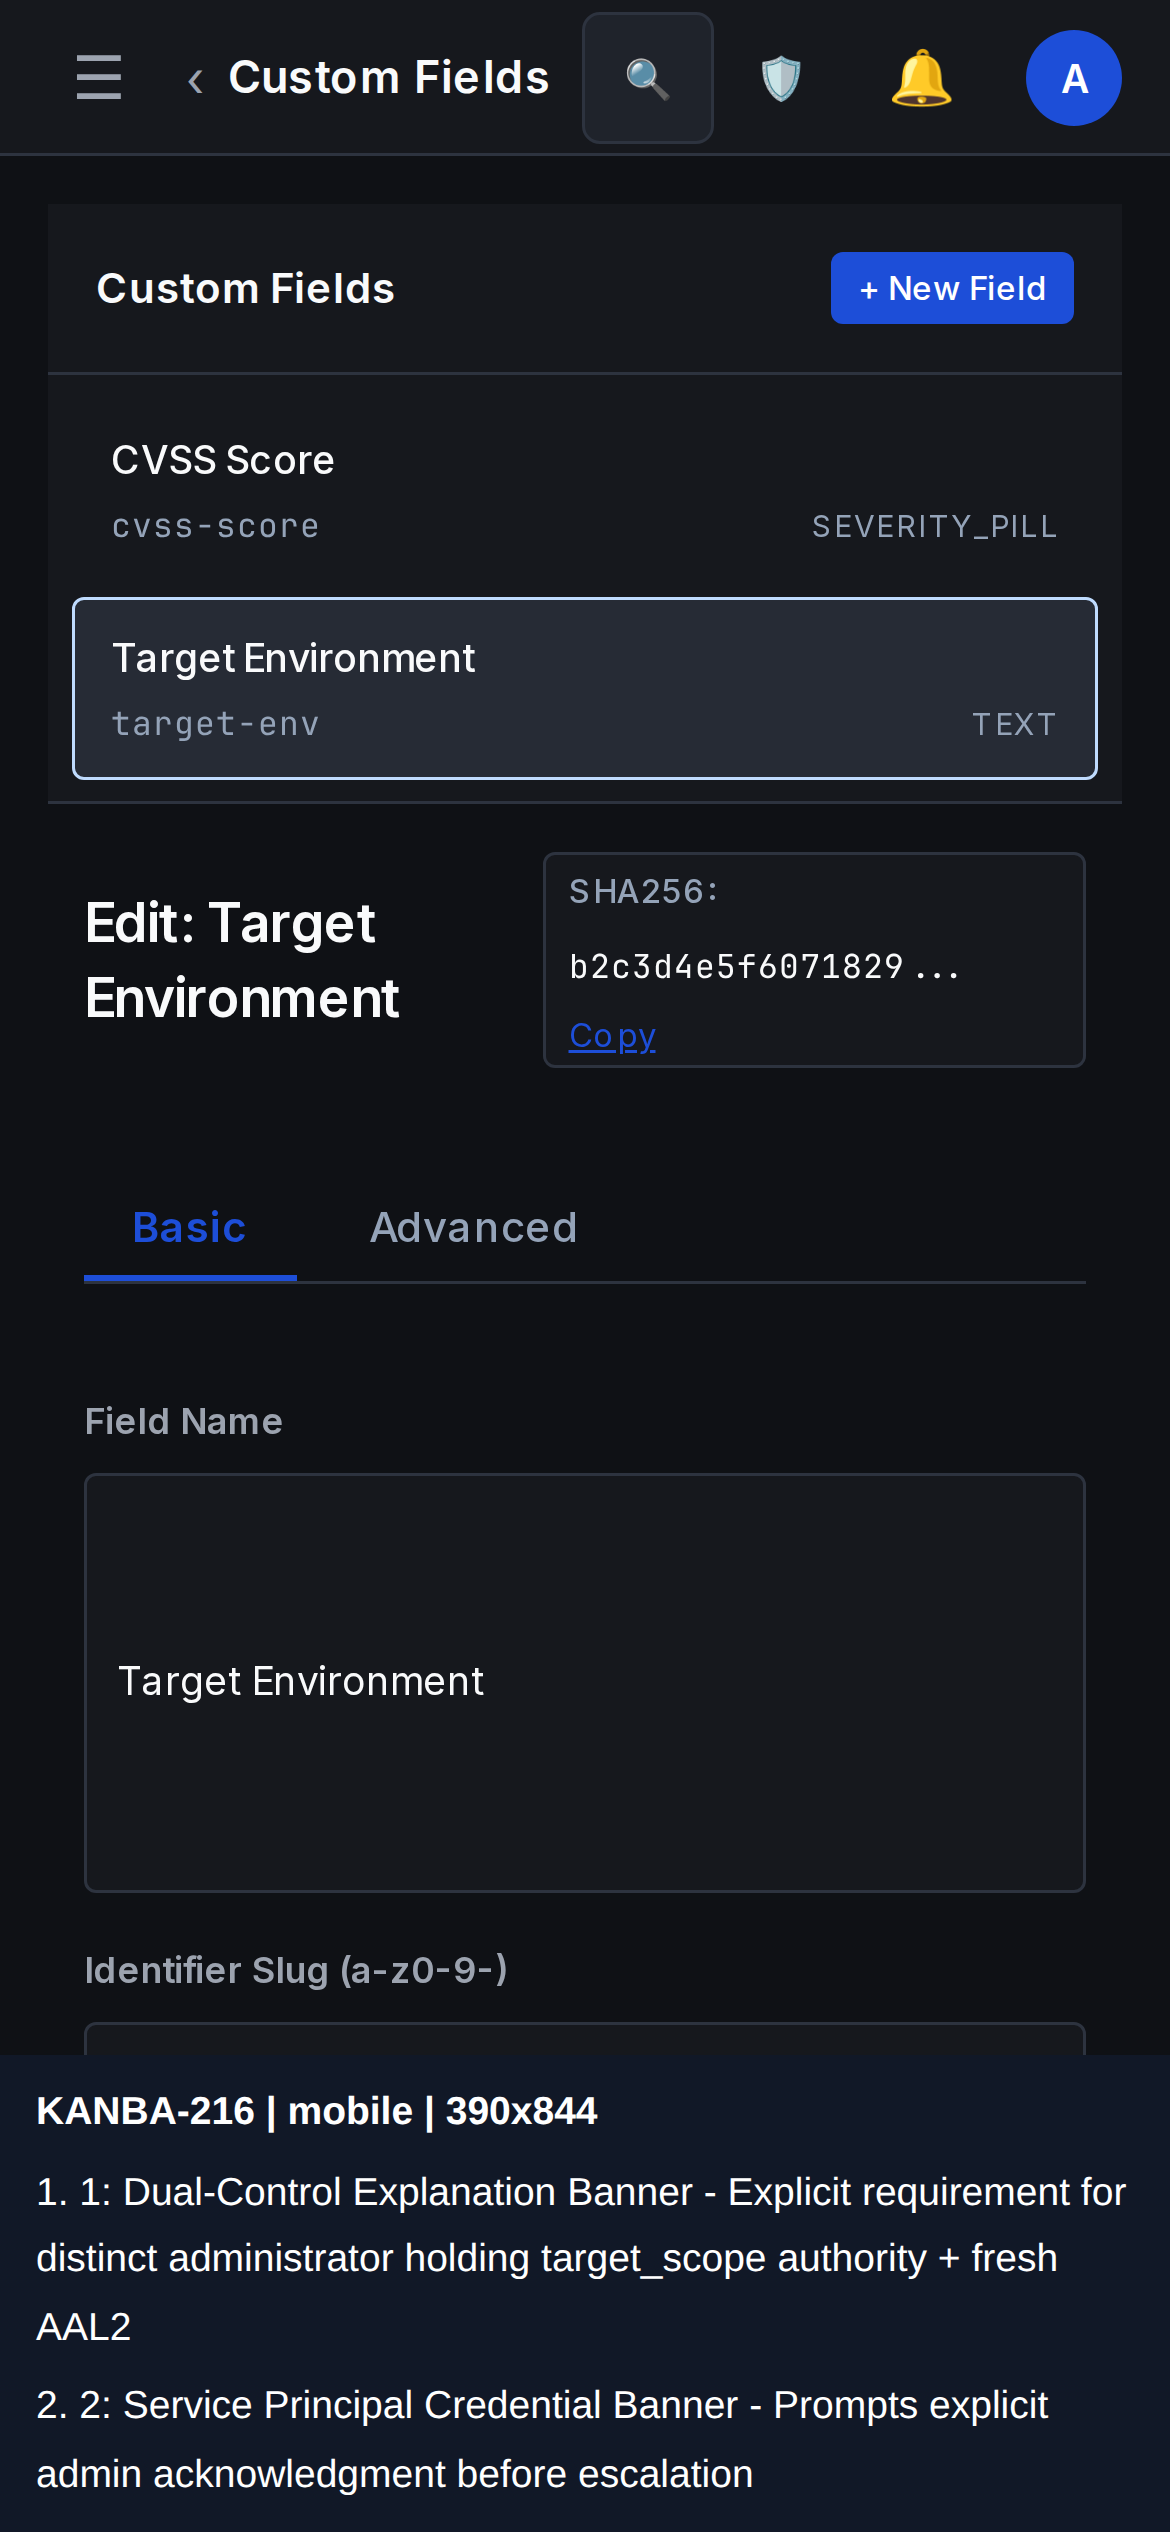 ☰ ‹ Custom Fields 🔍 🛡️ 🔔 A
Custom Fields
+ New Field
CVSS Score
cvss-score
SEVERITY_PILL
Target Environment
target-env
TEXT
Edit: Target
Environment
SHA256:
b2c3d4e5f6071829...
Copy
Basic
Advanced
Field Name
Target Environment
Identifier Slug (a-z0-9-)
KANBA-216 | mobile | 390x844
1. 1: Dual-Control Explanation Banner - Explicit requirement for
distinct administrator holding target_scope authority + fresh
AAL2
2. 2: Service Principal Credential Banner - Prompts explicit
admin acknowledgment before escalation